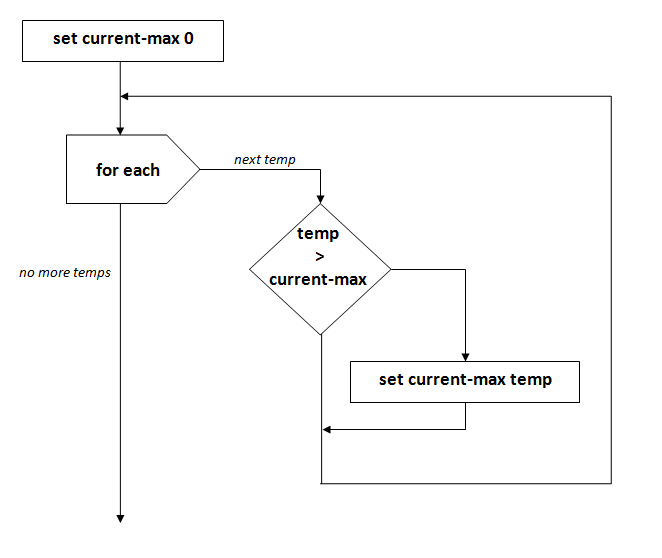 set current-max 0
for each
next temp
temp
>
current-max
no more temps
set current-max temp